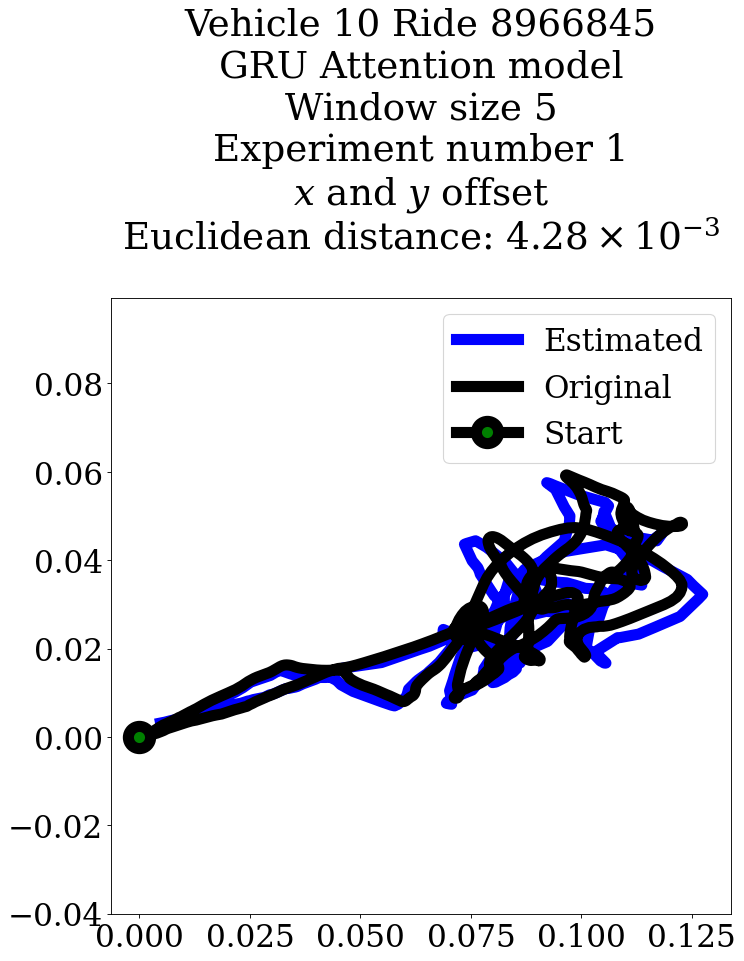 Vehicle 10 Ride 8966845
GRU Attention model
Window size 5
Experiment number 1
x and y offset
Euclidean distance: 4.28 × 10⁻³
Estimated
Original
Start
0.08
0.06
0.04
0.02
0.00
−0.02
−0.04
0.000 0.025 0.050 0.075 0.100 0.125